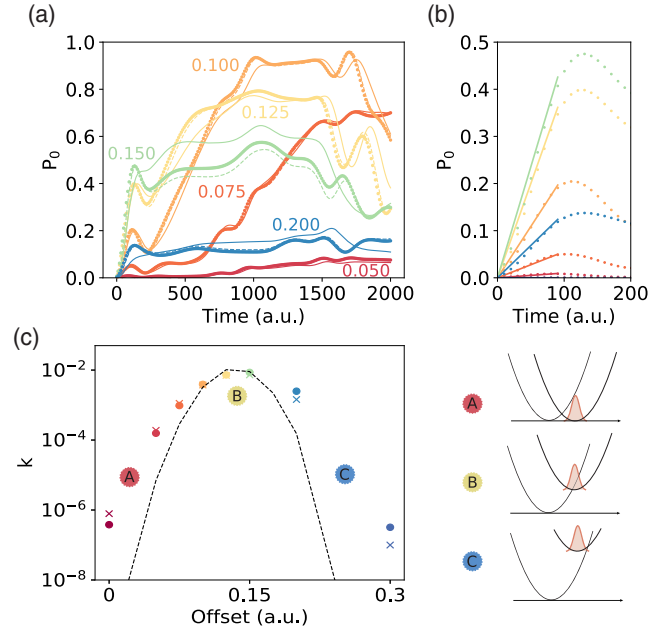 (a)
(b)
1.0
0.8
0.6
0.4
0.2
0.0
P0
0.100
0.125
0.150
0.075
0.200
0.050
0
500
1000
1500
2000
Time (a.u.)
0.5
0.4
0.3
0.2
0.1
0.0
P0
0
100
200
Time (a.u.)
(c)
10−2
10−4
10−6
10−8
k
A
B
C
0
0.15
0.3
Offset (a.u.)
A
B
C